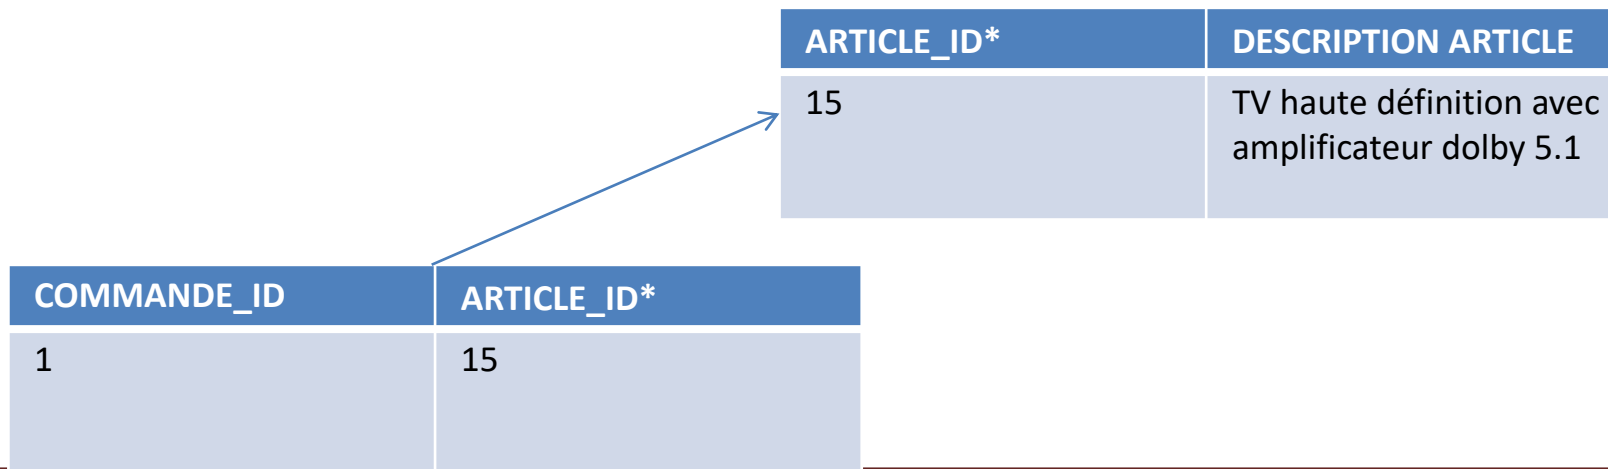 ARTICLE_ID*
DESCRIPTION ARTICLE
15
TV haute définition avec
amplificateur dolby 5.1
COMMANDE_ID
ARTICLE_ID*
1
15